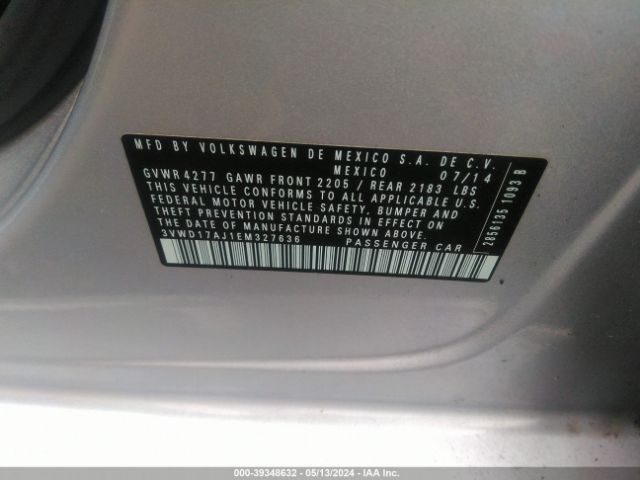 MFD BY VOLKSWAGEN DE MEXICO S.A. DE C.V.
MEXICO 07/14
GVWR 4277 GAWR FRONT 2205 / REAR 2183 LBS
THIS VEHICLE CONFORMS TO ALL APPLICABLE U.S.
FEDERAL MOTOR VEHICLE SAFETY, BUMPER AND
THEFT PREVENTION STANDARDS IN EFFECT ON
THE DATE OF MANUFACTURE SHOWN ABOVE.
3VWD17AJ1EM327636 PASSENGER CAR
2856135 1093 B
000-39348632 - 05/13/2024 - IAA Inc.